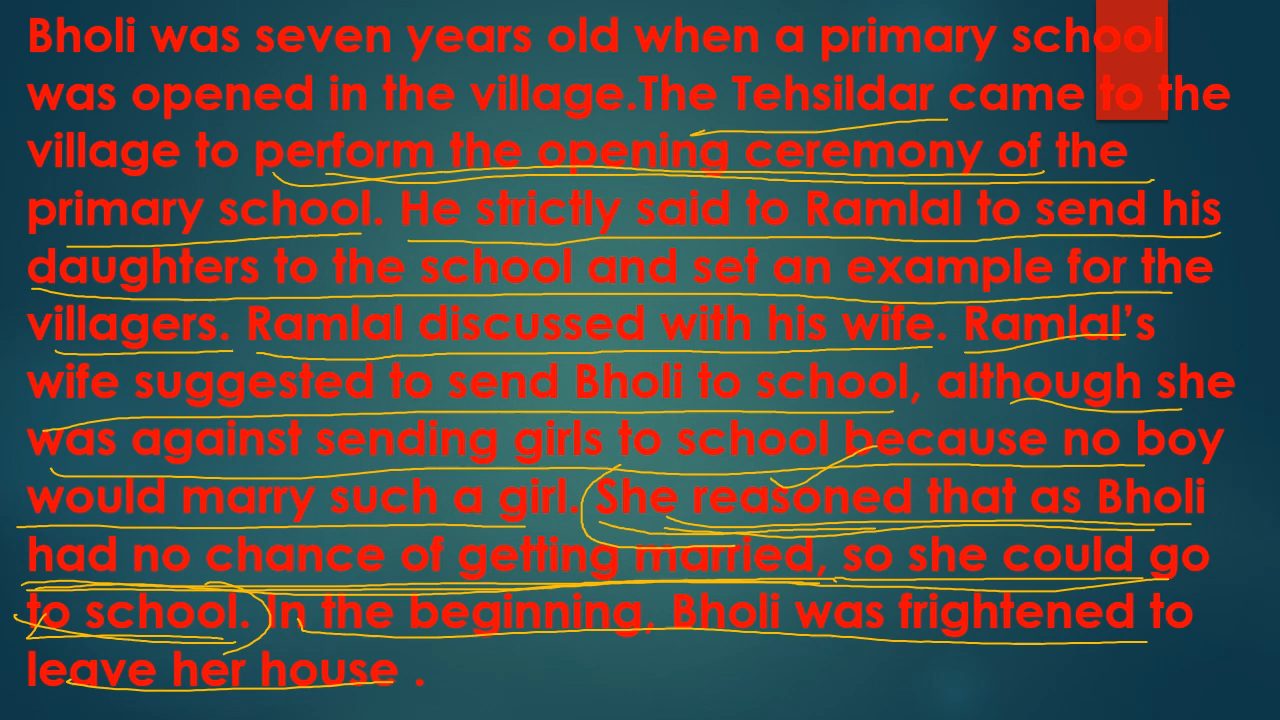 Bholi was seven years old when a primary school
was opened in the village.The Tehsildar came to the
village to perform the opening ceremony of the
primary school. He strictly said to Ramlal to send his
daughters to the school and set an example for the
villagers. Ramlal discussed with his wife. Ramlal’s
wife suggested to send Bholi to school, although she
was against sending girls to school because no boy
would marry such a girl. She reasoned that as Bholi
had no chance of getting married, so she could go
to school. In the beginning, Bholi was frightened to
leave her house .